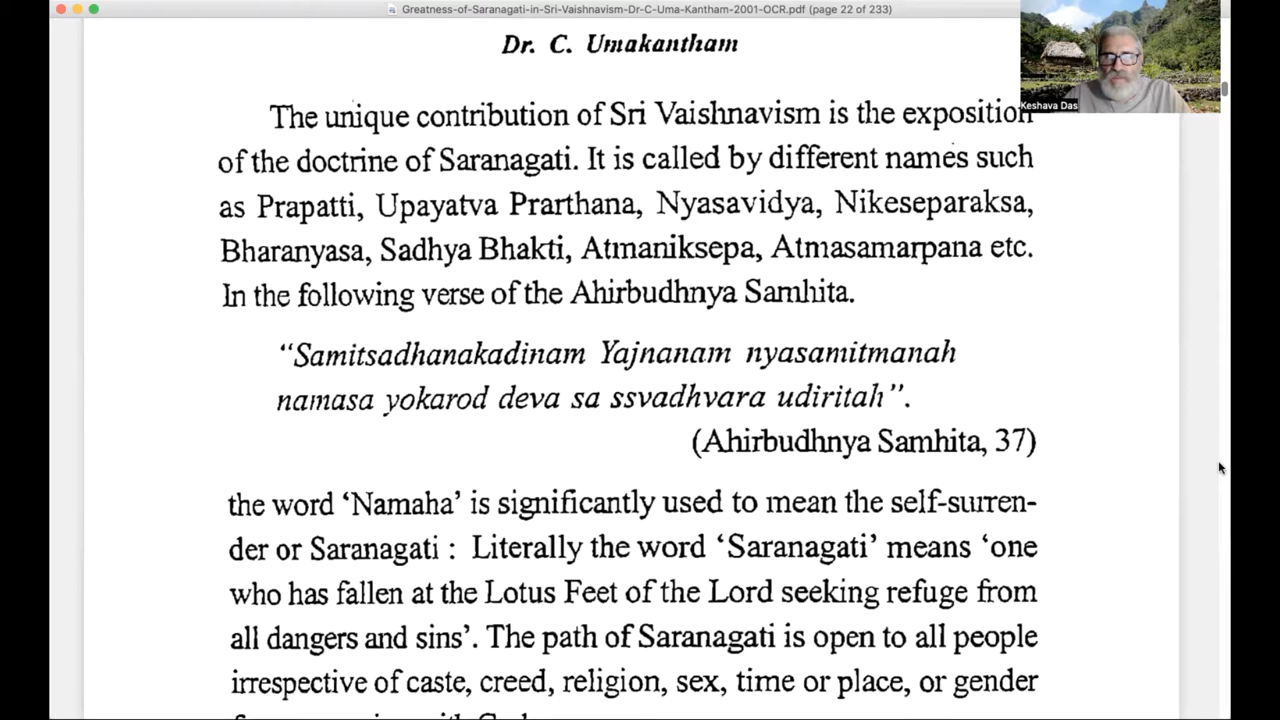 Greatness-of-Saranagati-in-Sri-Vaishnavism-Dr-C-Uma-Kantham-2001-OCR.pdf (page 22 of 233)
Dr. C. Umakantham
Keshava Das
The unique contribution of Sri Vaishnavism is the exposition
of the doctrine of Saranagati. It is called by different names such
as Prapatti, Upayatva Prarthana, Nyasavidya, Nikeseparaksa,
Bharanyasa, Sadhya Bhakti, Atmaniksepa, Atmasamarpana etc.
In the following verse of the Ahirbudhnya Samhita.
“Samitsadhanakadinam Yajnanam nyasamitmanah
namasa yokarod deva sa ssvadhvara udiritah”.
(Ahirbudhnya Samhita, 37)
the word ‘Namaha’ is significantly used to mean the self-surren-
der or Saranagati : Literally the word ‘Saranagati’ means ‘one
who has fallen at the Lotus Feet of the Lord seeking refuge from
all dangers and sins’. The path of Saranagati is open to all people
irrespective of caste, creed, religion, sex, time or place, or gender